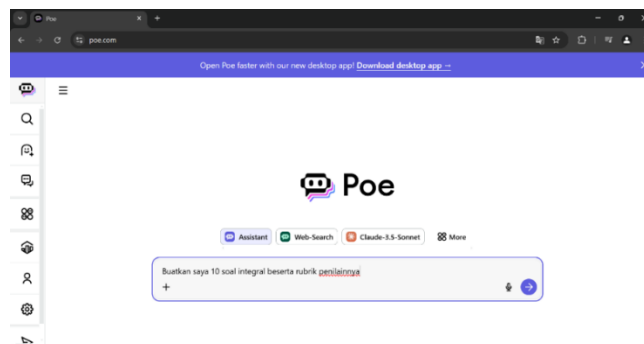 Poe
poe.com
Open Poe faster with our new desktop app! Download desktop app →
Poe
Assistant
Web-Search
Claude-3.5-Sonnet
More
Buatkan saya 10 soal integral beserta rubrik penilainnya